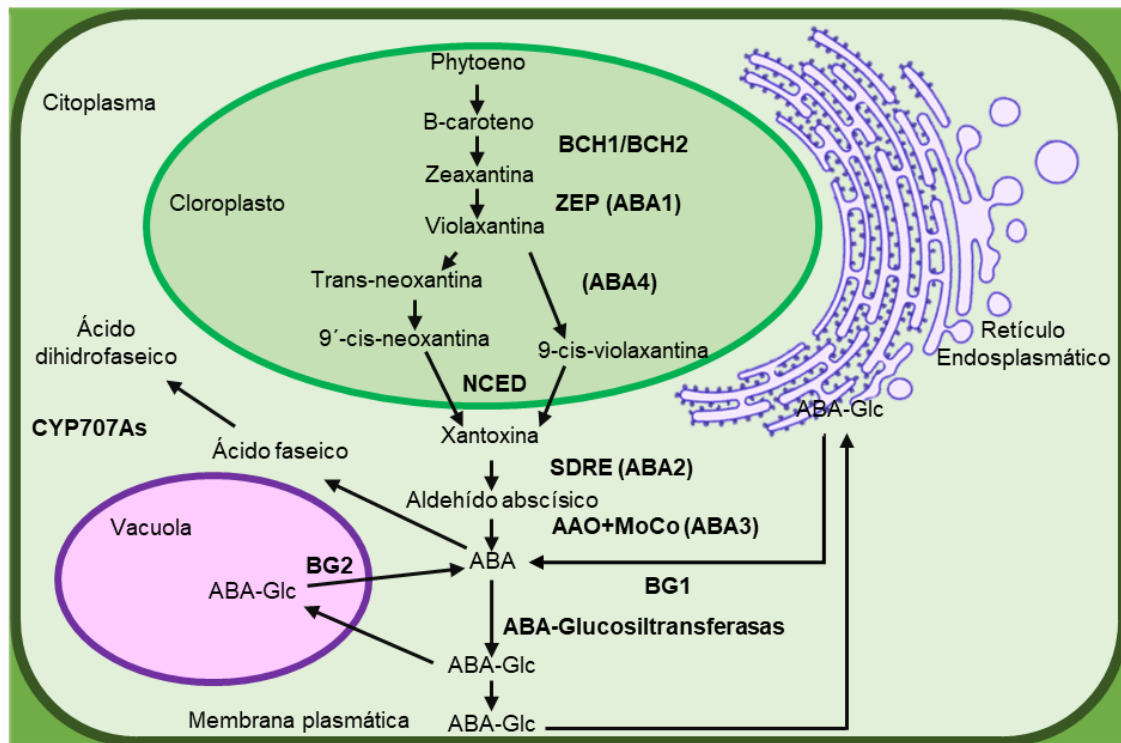 Phytoeno
Citoplasma
B-caroteno
BCH1/BCH2
Zeaxantina
Cloroplasto
ZEP (ABA1)
Violaxantina
Trans-neoxantina
(ABA4)
Ácido
dihidrofaseico
9´-cis-neoxantina
9-cis-violaxantina
Retículo
Endosplasmático
NCED
CYP707As
ABA-Glc
Xantoxina
Ácido faseico
SDRE (ABA2)
Aldehído abscísico
Vacuola
AAO+MoCo (ABA3)
BG2
ABA
ABA-Glc
BG1
ABA-Glucosiltransferasas
ABA-Glc
Membrana plasmática
ABA-Glc